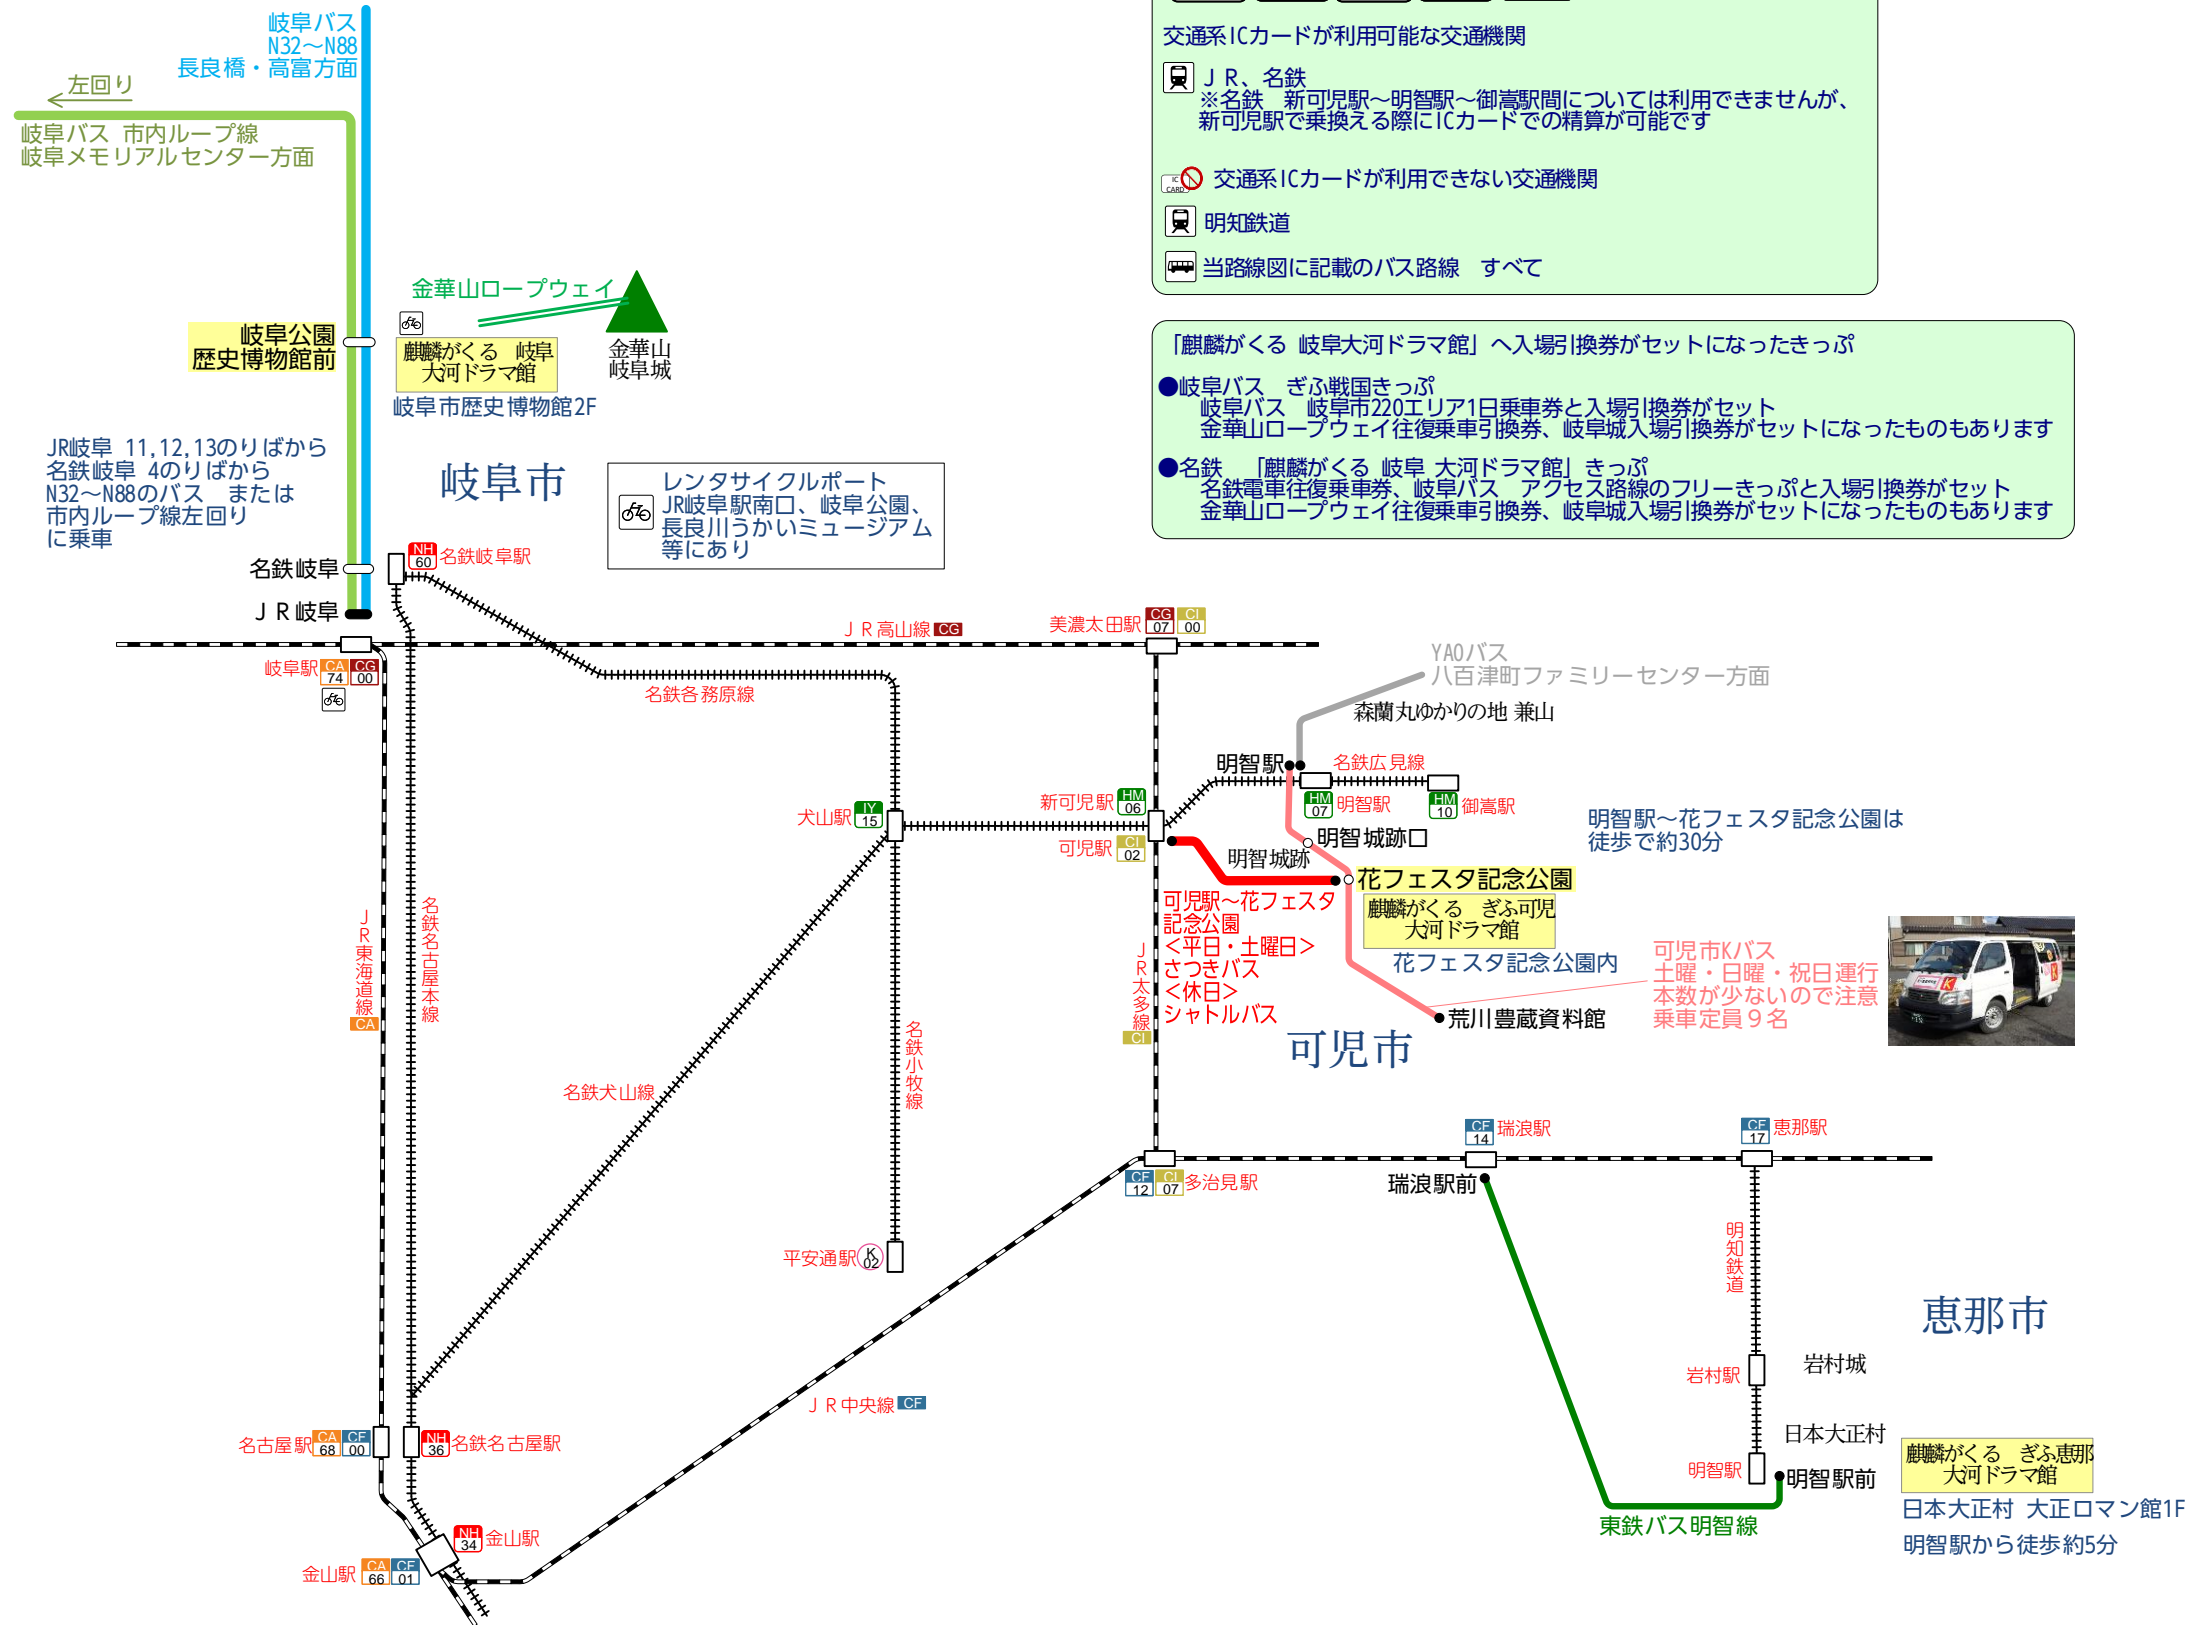 岐阜バス
N32～N88
長良橋・高富方面
左回り
岐阜バス 市内ループ線
岐阜メモリアルセンター方面
交通系ICカードが利用可能な交通機関
ＪＲ、名鉄
※名鉄　新可児駅～明智駅～御嵩駅間については利用できませんが、
新可児駅で乗換える際にICカードでの精算が可能です
IC
CARD
交通系ICカードが利用できない交通機関
明知鉄道
当路線図に記載のバス路線　すべて
「麒麟がくる 岐阜大河ドラマ館」へ入場引換券がセットになったきっぷ
●岐阜バス　ぎふ戦国きっぷ
岐阜バス　岐阜市220エリア1日乗車券と入場引換券がセット
金華山ロープウェイ往復乗車引換券、岐阜城入場引換券がセットになったものもあります
●名鉄　「麒麟がくる 岐阜 大河ドラマ館」きっぷ
名鉄電車往復乗車券、岐阜バス　アクセス路線のフリーきっぷと入場引換券がセット
金華山ロープウェイ往復乗車引換券、岐阜城入場引換券がセットになったものもあります
金華山ロープウェイ
岐阜公園
歴史博物館前
麒麟がくる　岐阜
大河ドラマ館
岐阜市歴史博物館2F
金華山
岐阜城
JR岐阜 11,12,13のりばから
名鉄岐阜 4のりばから
N32～N88のバス　または
市内ループ線左回り
に乗車
岐阜市
レンタサイクルポート
JR岐阜駅南口、岐阜公園、
長良川うかいミュージアム
等にあり
名鉄岐阜
NH
60
名鉄岐阜駅
ＪＲ岐阜
ＪＲ高山線 CG
美濃太田駅
CG
07
CI
00
岐阜駅
CA
74
CG
00
名鉄各務原線
YAOバス
八百津町ファミリーセンター方面
森蘭丸ゆかりの地 兼山
明智駅
名鉄広見線
新可児駅
HM
06
HM
07
明智駅
HM
10
御嵩駅
犬山駅
IY
15
可児駅
CI
02
明智城跡口
明智城跡
明智駅～花フェスタ記念公園は
徒歩で約30分
花フェスタ記念公園
麒麟がくる　ぎふ可児
大河ドラマ館
花フェスタ記念公園内
可児駅～花フェスタ
記念公園
＜平日・土曜日＞
さつきバス
＜休日＞
シャトルバス
可児市Kバス
土曜・日曜・祝日運行
本数が少ないので注意
乗車定員９名
K
荒川豊蔵資料館
可児市
ＪＲ東海道線
CA
名鉄名古屋本線
ＪＲ太多線
CI
名鉄小牧線
名鉄犬山線
CF
14
瑞浪駅
CF
17
恵那駅
CF
12
CI
07
多治見駅
瑞浪駅前
明知鉄道
平安通駅
K
02
恵那市
岩村駅
岩村城
ＪＲ中央線 CF
日本大正村
名古屋駅
CA
68
CF
00
NH
36
名鉄名古屋駅
明智駅
明智駅前
麒麟がくる　ぎふ恵那
大河ドラマ館
日本大正村 大正ロマン館1F
明智駅から徒歩約5分
東鉄バス明智線
NH
34
金山駅
金山駅
CA
66
CF
01